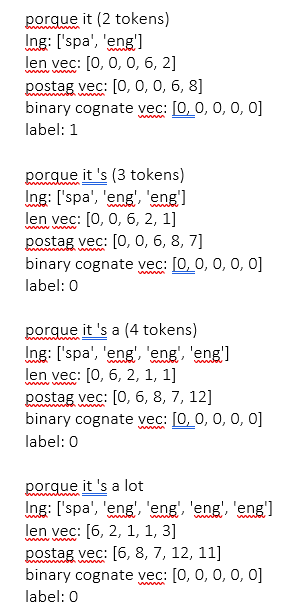 porque it (2 tokens)
lng: ['spa', 'eng']
len vec: [0, 0, 0, 6, 2]
postag vec: [0, 0, 0, 6, 8]
binary cognate vec: [0, 0, 0, 0, 0]
label: 1
porque it 's (3 tokens)
lng: ['spa', 'eng', 'eng']
len vec: [0, 0, 6, 2, 1]
postag vec: [0, 0, 6, 8, 7]
binary cognate vec: [0, 0, 0, 0, 0]
label: 0
porque it 's a (4 tokens)
lng: ['spa', 'eng', 'eng', 'eng']
len vec: [0, 6, 2, 1, 1]
postag vec: [0, 6, 8, 7, 12]
binary cognate vec: [0, 0, 0, 0, 0]
label: 0
porque it 's a lot
lng: ['spa', 'eng', 'eng', 'eng', 'eng']
len vec: [6, 2, 1, 1, 3]
postag vec: [6, 8, 7, 12, 11]
binary cognate vec: [0, 0, 0, 0, 0]
label: 0